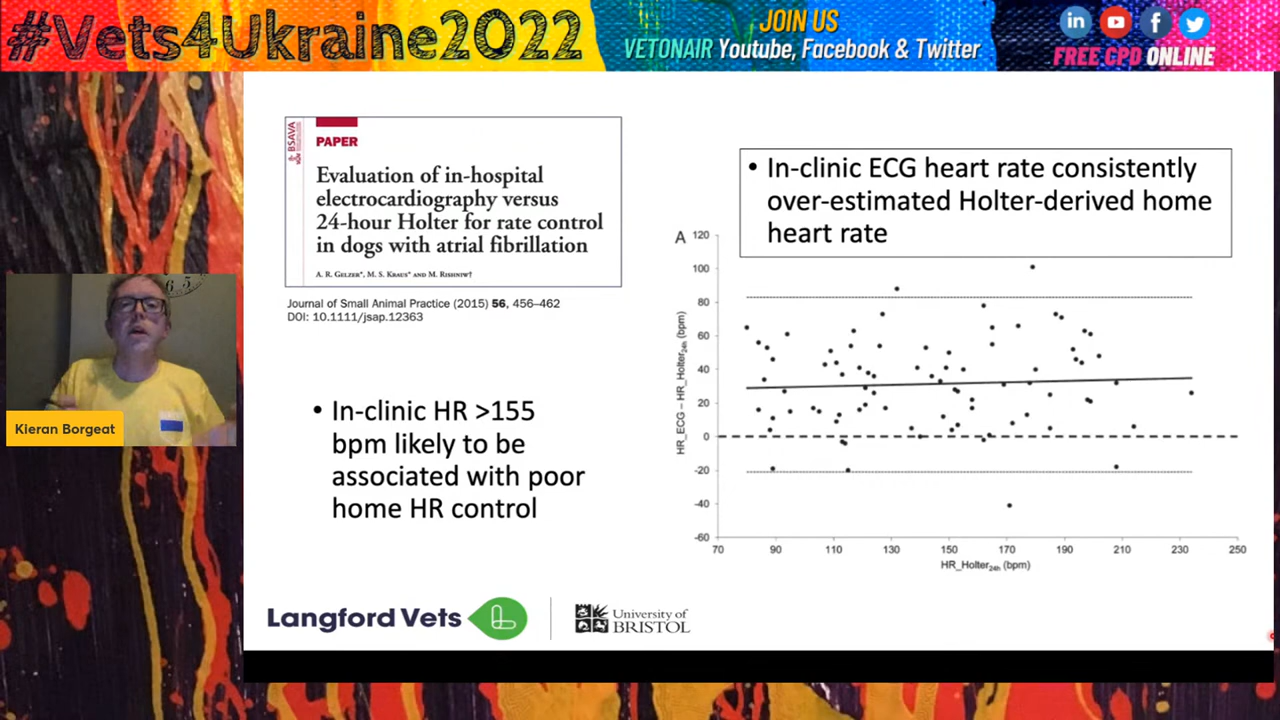 #Vets4Ukraine2022
JOIN US
VETONAIR Youtube, Facebook & Twitter
FREE CPD ONLINE
BSAVA
PAPER
Evaluation of in-hospital
electrocardiography versus
24-hour Holter for rate control
in dogs with atrial fibrillation
A. R. Gelzer*, M. S. Kraus* and M. Rishniw†
Journal of Small Animal Practice (2015) 56, 456–462
DOI: 10.1111/jsap.12363
• In-clinic HR >155
bpm likely to be
associated with poor
home HR control
• In-clinic ECG heart rate consistently
over-estimated Holter-derived home
heart rate
A
HR_ECG – HR_Holter24h (bpm)
120
100
80
60
40
20
0
-20
-40
-60
70 90 110 130 150 170 190 210 230 250
HR_Holter24h (bpm)
Kieran Borgeat
Langford Vets
University of
BRISTOL